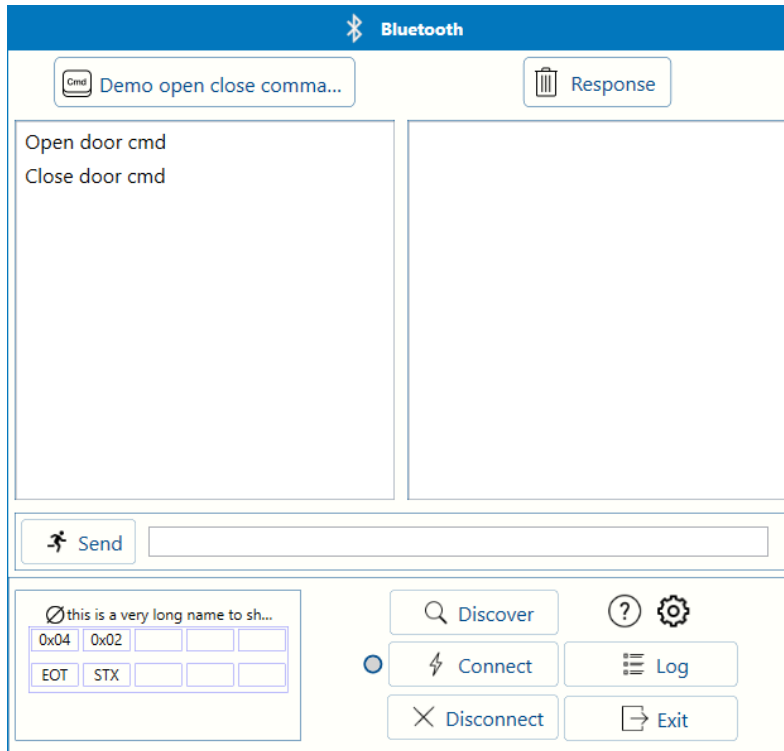 Bluetooth
Cmd Demo open close comma...
Response
Open door cmd
Close door cmd
Send
this is a very long name to sh...
0x04 0x02
EOT STX
Discover
?
Connect
Log
Disconnect
Exit